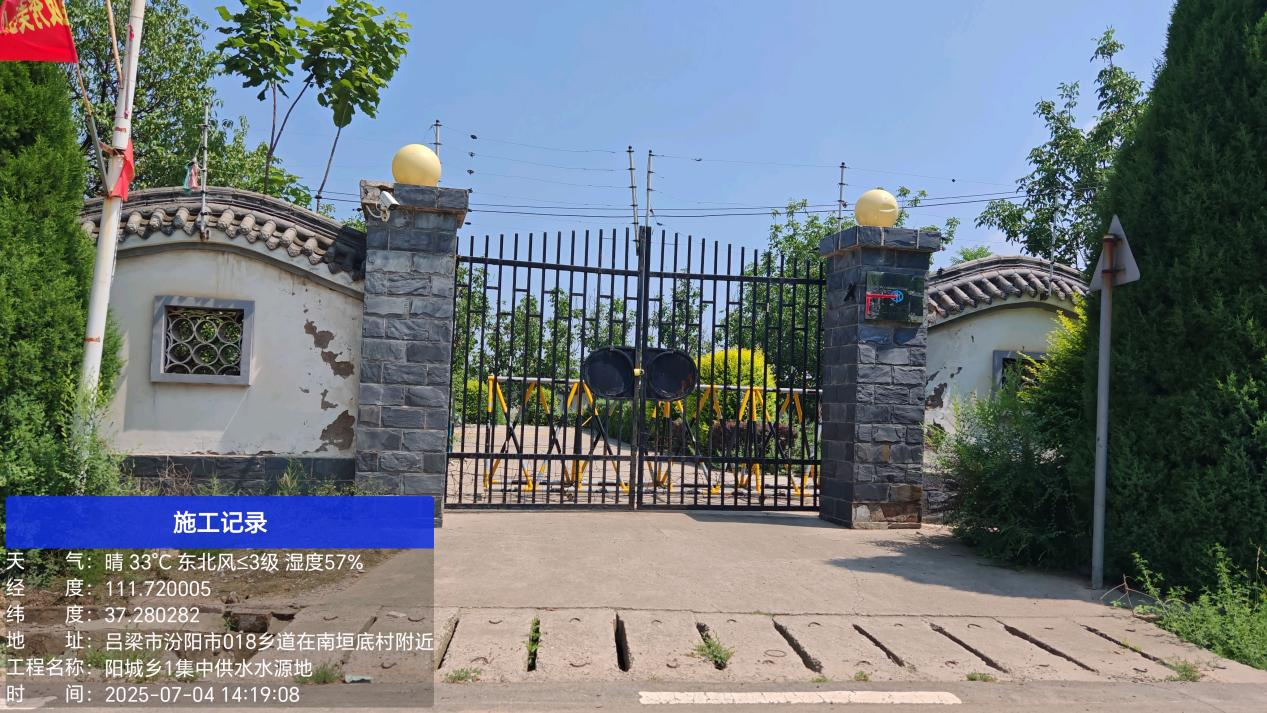 施工记录
天 气：晴 33℃ 东北风≤3级 湿度57%
经 度：111.720005
纬 度：37.280282
地 址：吕梁市汾阳市018乡道在南垣底村附近
工程名称：阳城乡1集中供水水源地
时 间：2025-07-04 14:19:08